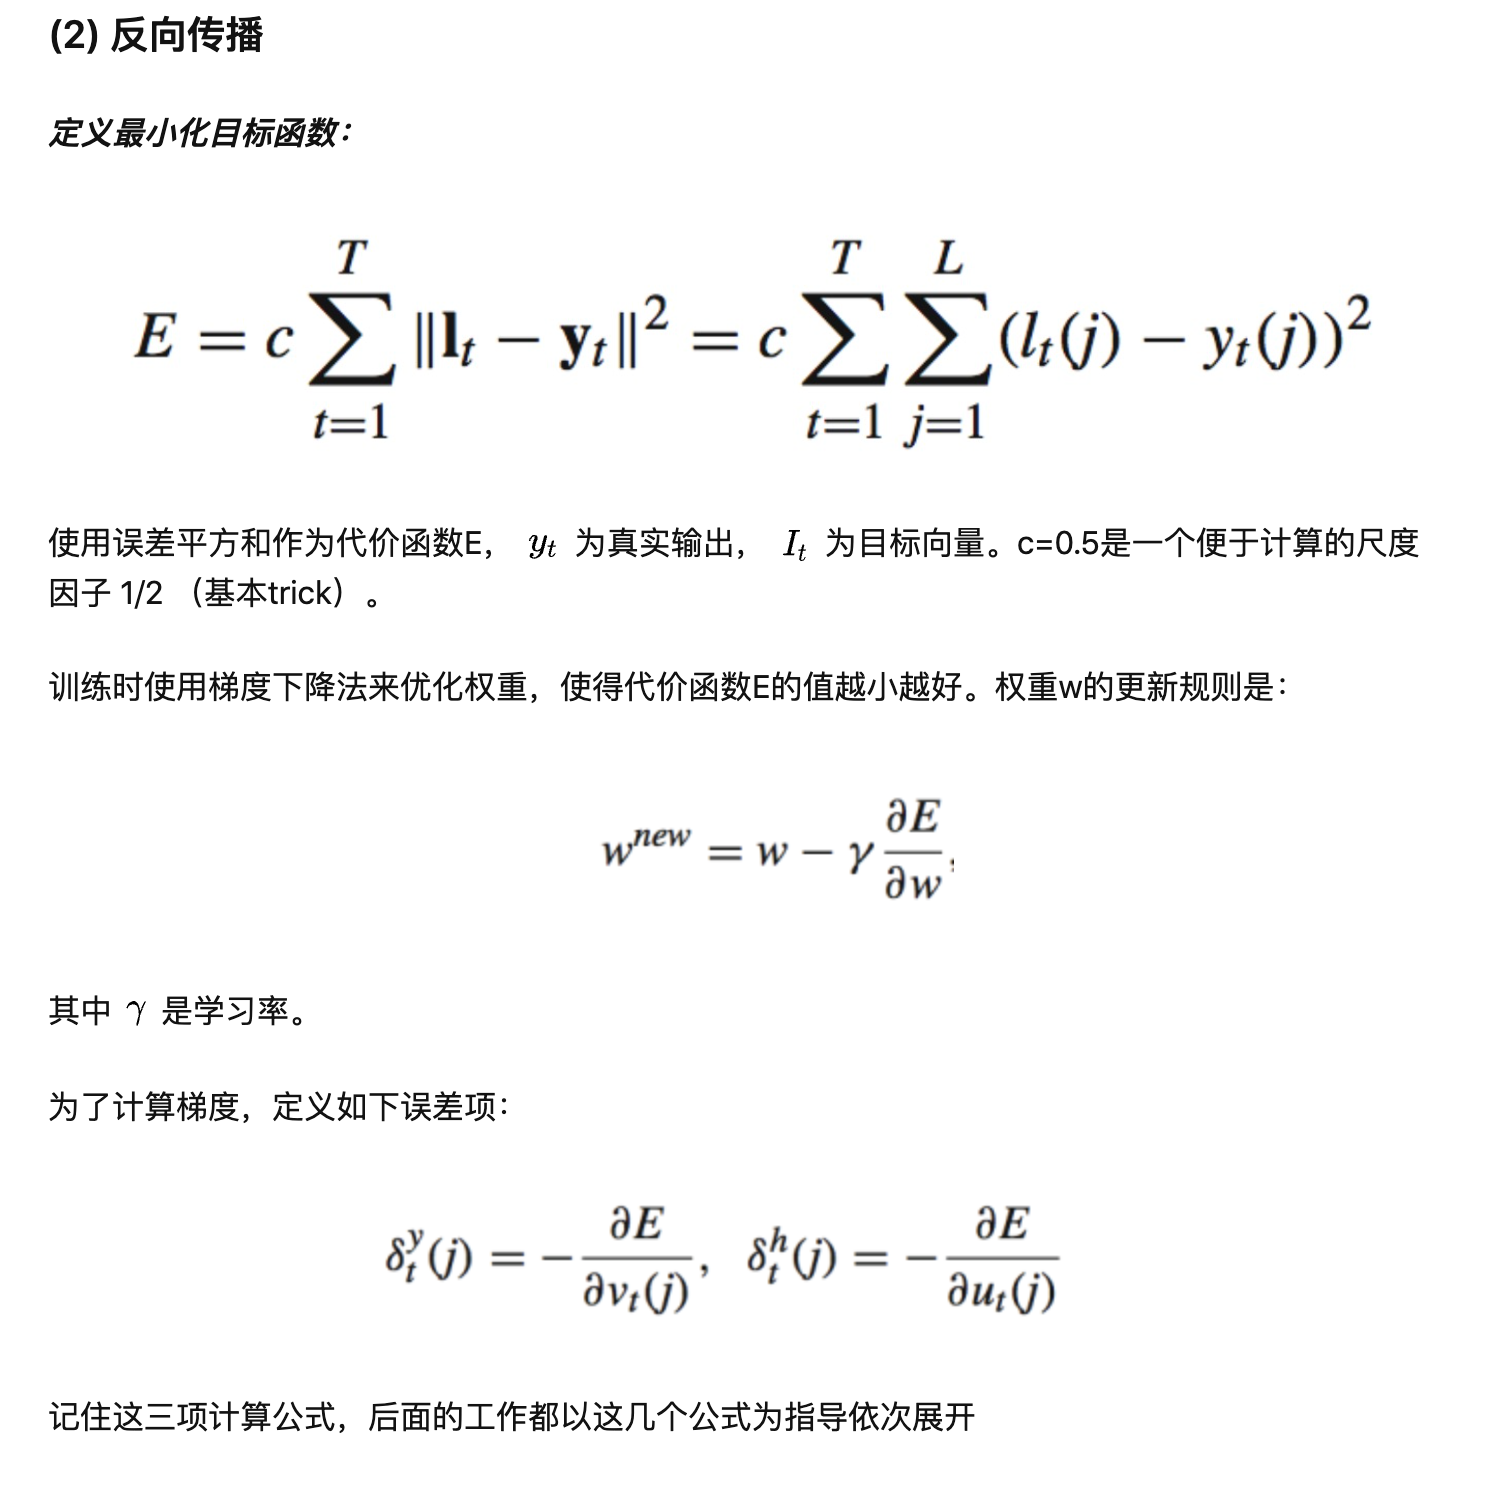 (2) 反向传播
定义最小化目标函数：
E = c \sum_{t=1}^{T} \|\mathbf{l}_t - \mathbf{y}_t\|^2 = c \sum_{t=1}^{T} \sum_{j=1}^{L} (l_t(j) - y_t(j))^2
使用误差平方和作为代价函数E， y_t 为真实输出， I_t 为目标向量。c=0.5是一个便于计算的尺度
因子 1/2 （基本trick）。
训练时使用梯度下降法来优化权重，使得代价函数E的值越小越好。权重w的更新规则是：
w^{new} = w - \gamma \frac{\partial E}{\partial w},
其中 γ 是学习率。
为了计算梯度，定义如下误差项：
\delta_t^y(j) = -\frac{\partial E}{\partial v_t(j)}, \delta_t^h(j) = -\frac{\partial E}{\partial u_t(j)}
记住这三项计算公式，后面的工作都以这几个公式为指导依次展开